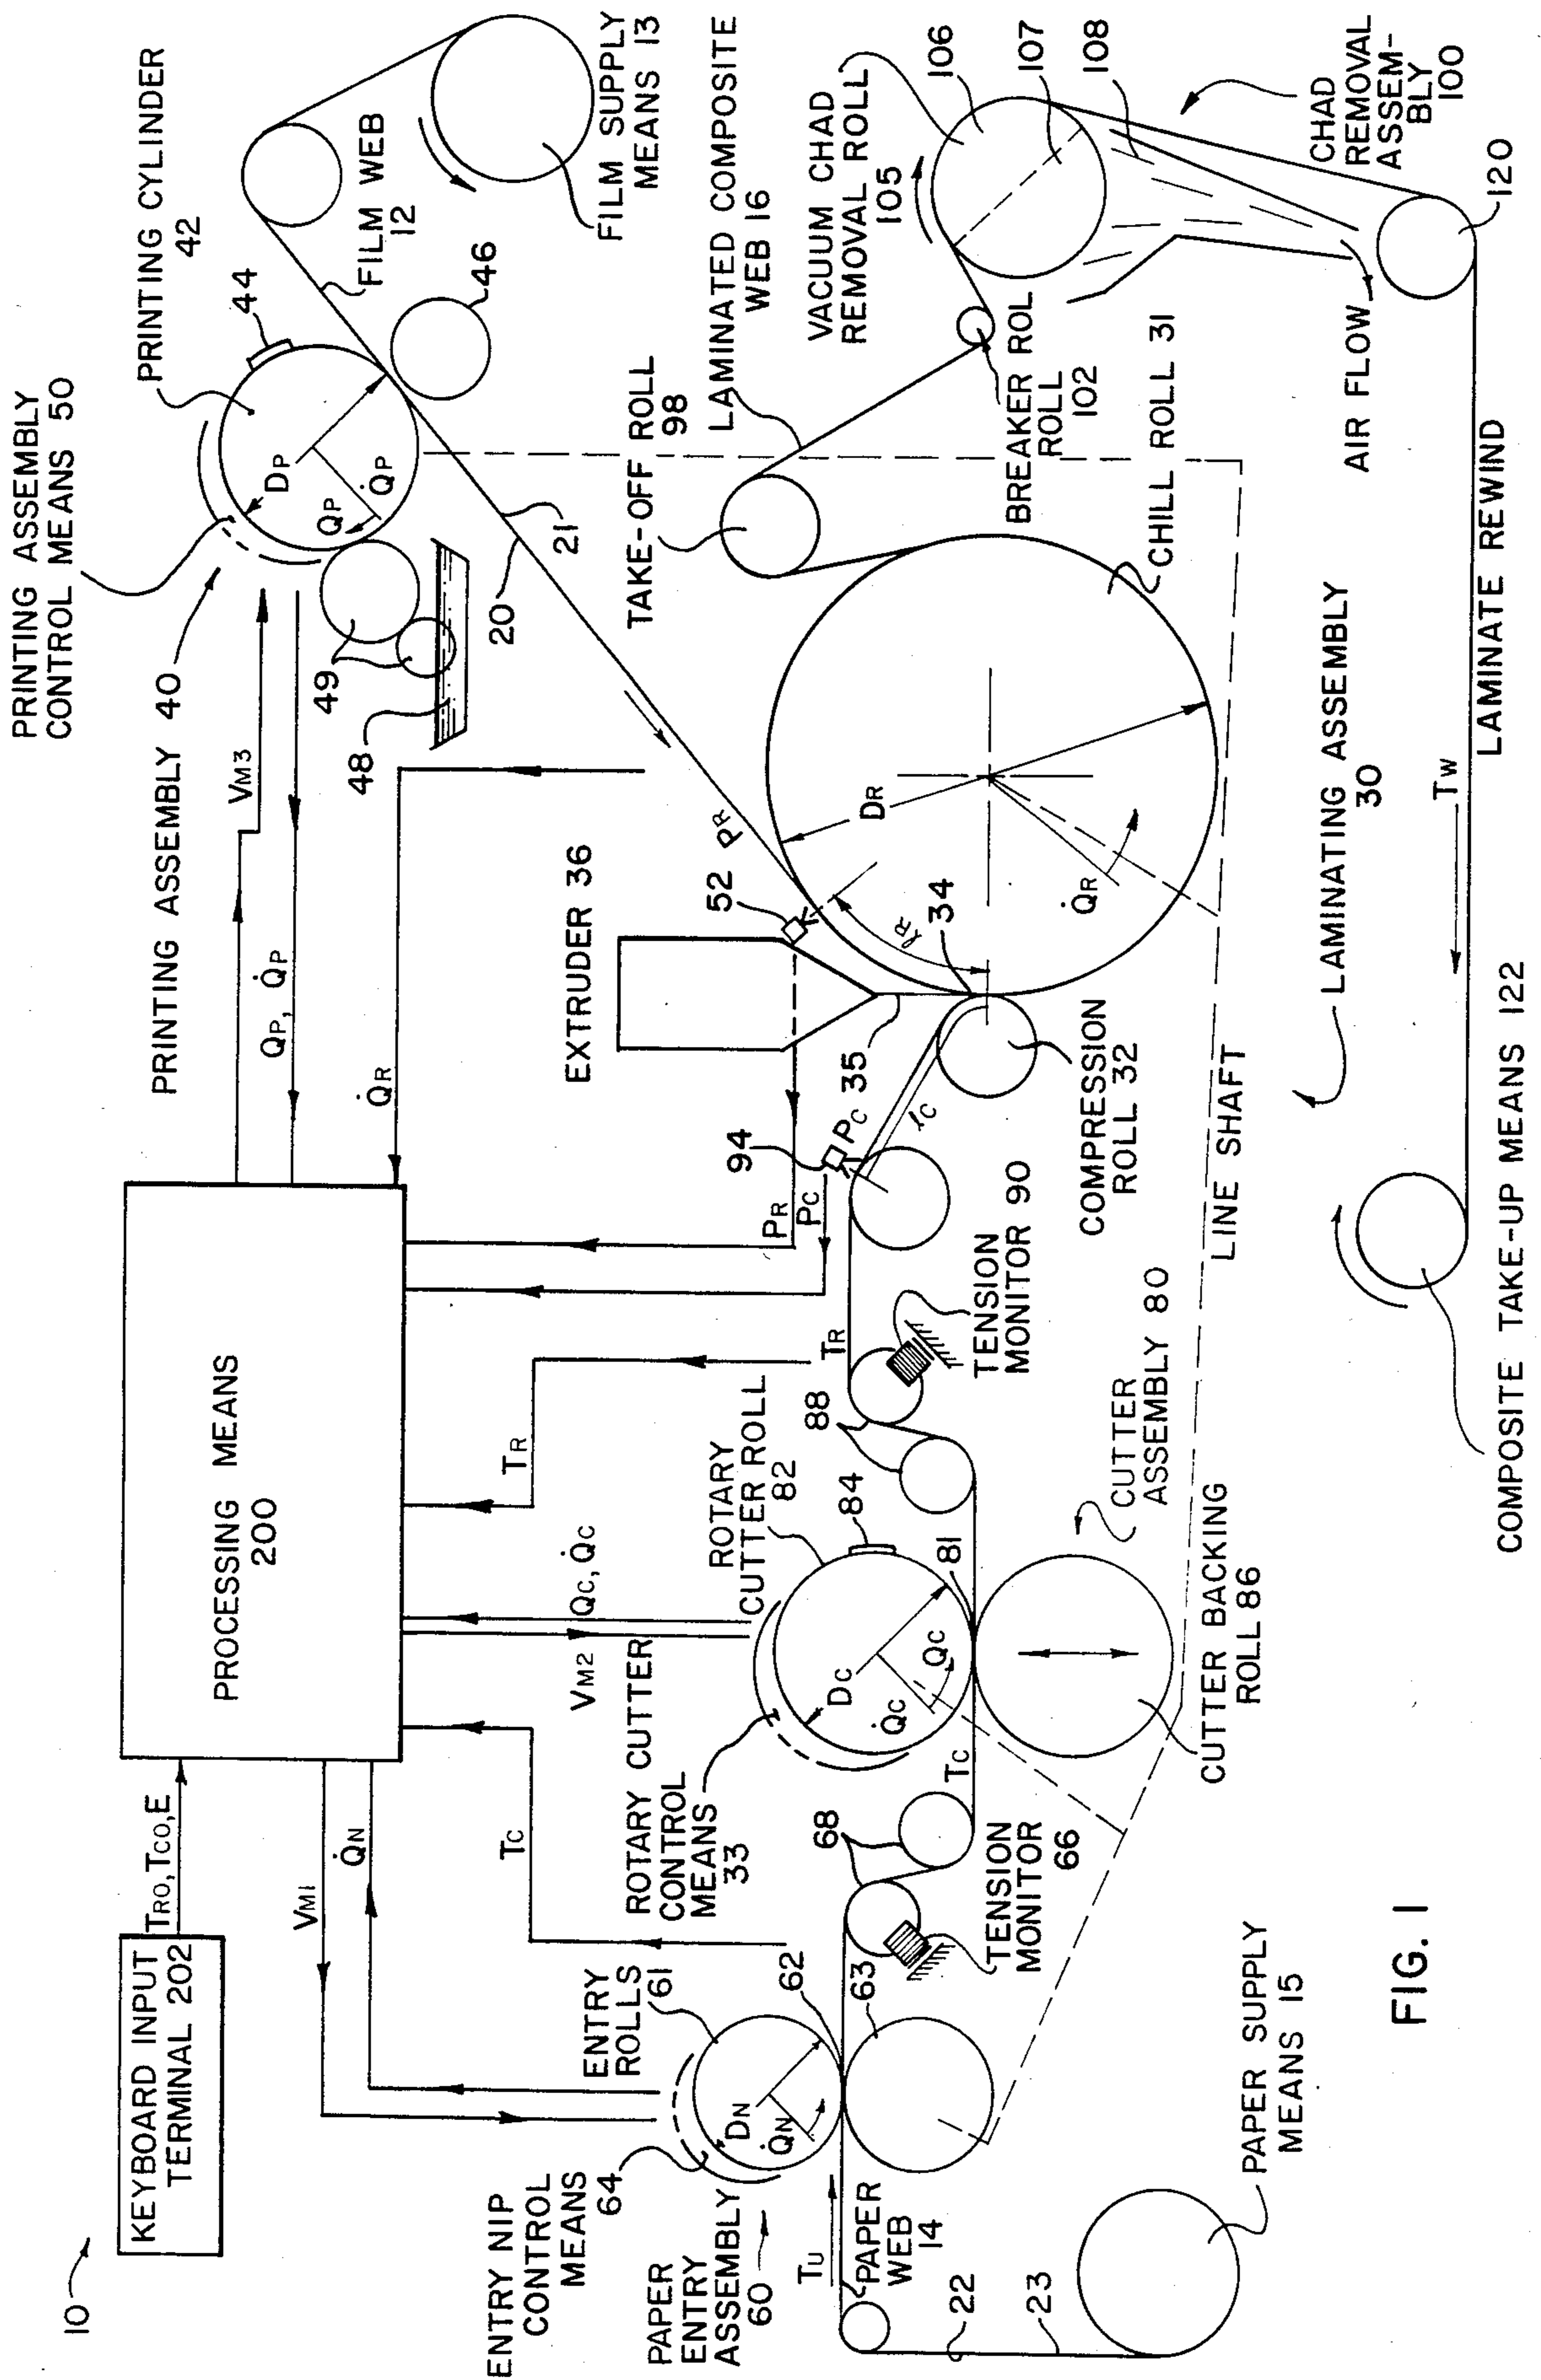 10
KEYBOARD INPUT
TERMINAL 202
TRO, TCO, E
PROCESSING MEANS
200
VM1
Q̇N
TC
VM2
QC, Q̇C
TR
PR
PC
Q̇R
QP, Q̇P
VM3
PRINTING ASSEMBLY
CONTROL MEANS 50
PRINTING ASSEMBLY 40
PRINTING CYLINDER
42
44
DP
QP
Q̇P
46
48
49
FILM WEB
12
FILM SUPPLY
MEANS 13
20
21
ENTRY NIP
CONTROL
MEANS
64
ENTRY
ROLLS
61
PAPER
ENTRY
ASSEMBLY
60
DN
Q̇N
62
63
TU
PAPER
WEB
14
22
23
PAPER SUPPLY
MEANS 15
68
TENSION
MONITOR
66
TC
ROTARY CUTTER
CONTROL
MEANS
33
ROTARY
CUTTER ROLL
82
84
81
DC
QC
Q̇C
CUTTER BACKING
ROLL 86
CUTTER
ASSEMBLY 80
88
TR
TENSION
MONITOR 90
94
PC
lC
35
EXTRUDER 36
52
PR
lR
34
COMPRESSION
ROLL 32
DR
Q̇R
CHILL ROLL 31
TAKE-OFF ROLL
98
LAMINATED COMPOSITE
WEB 16
BREAKER ROL
ROLL
102
VACUUM CHAD
REMOVAL ROLL
105
106
107
108
CHAD
REMOVAL
ASSEM-
BLY
100
AIR FLOW
120
LINE SHAFT
LAMINATING ASSEMBLY
30
TW
LAMINATE REWIND
COMPOSITE TAKE-UP MEANS 122
FIG. 1